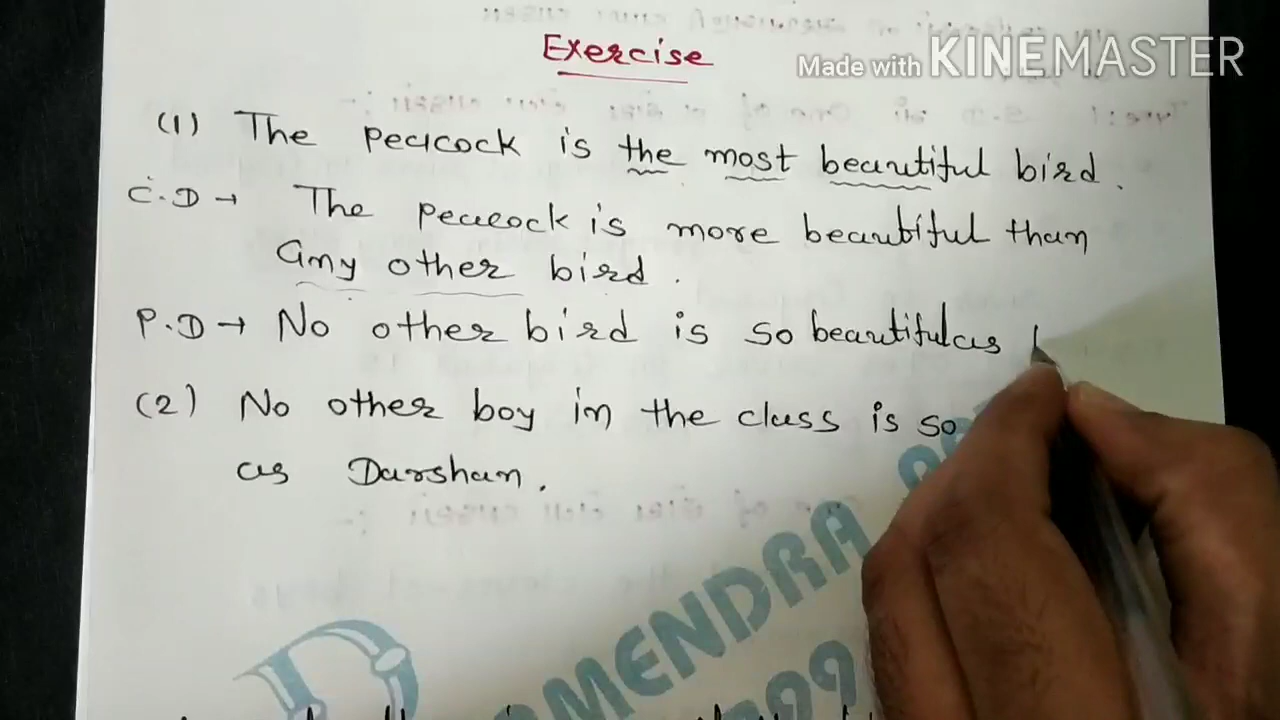 Exercise
Made with KINEMASTER
(1) The peacock is the most beautiful bird.
C.D → The peacock is more beautiful than
any other bird.
P.D → No other bird is so beautiful as
(2) No other boy in the class is so
as Darshan.